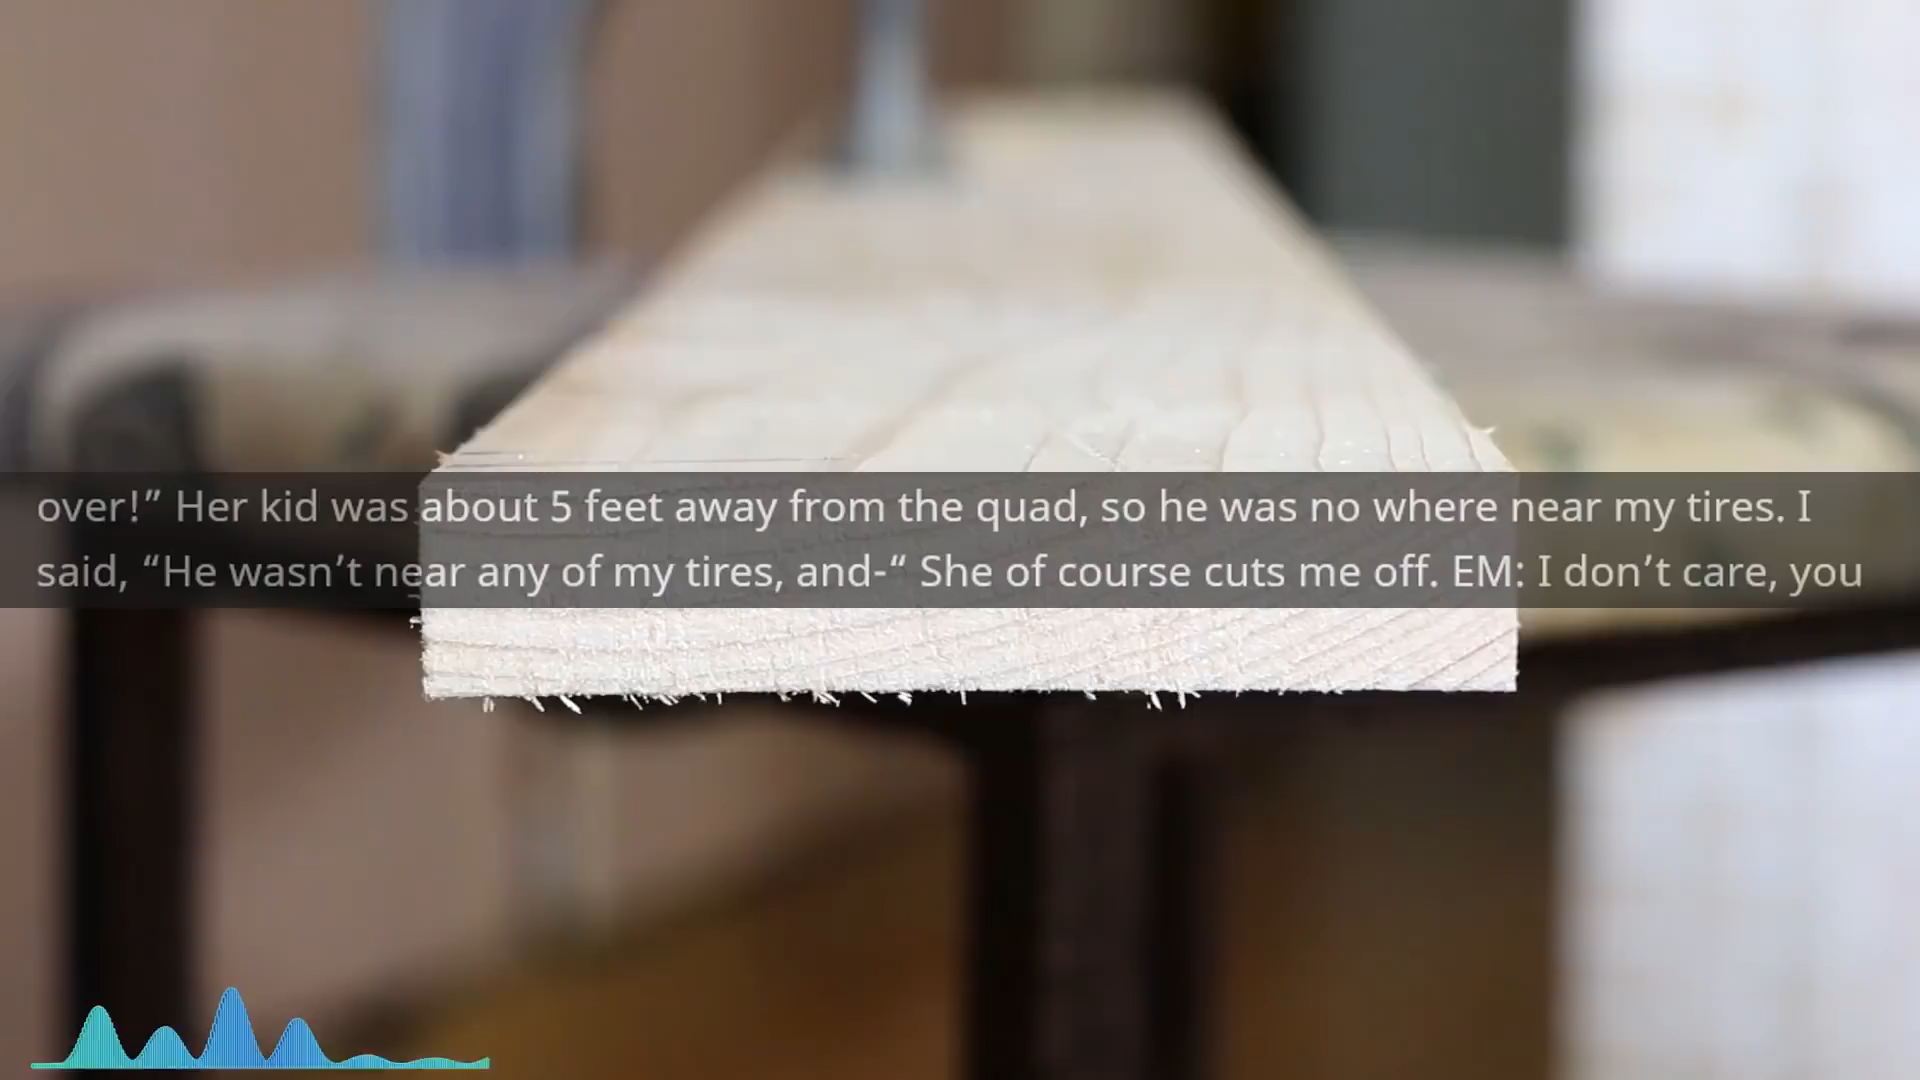 over!” Her kid was about 5 feet away from the quad, so he was no where near my tires. I
said, “He wasn’t near any of my tires, and-“ She of course cuts me off. EM: I don’t care, you